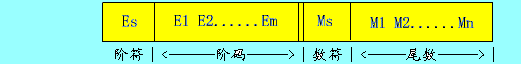 Es E1 E2......Em Ms M1 M2......Mn
阶符 |<———阶码———>| 数符 |<———尾数———>|